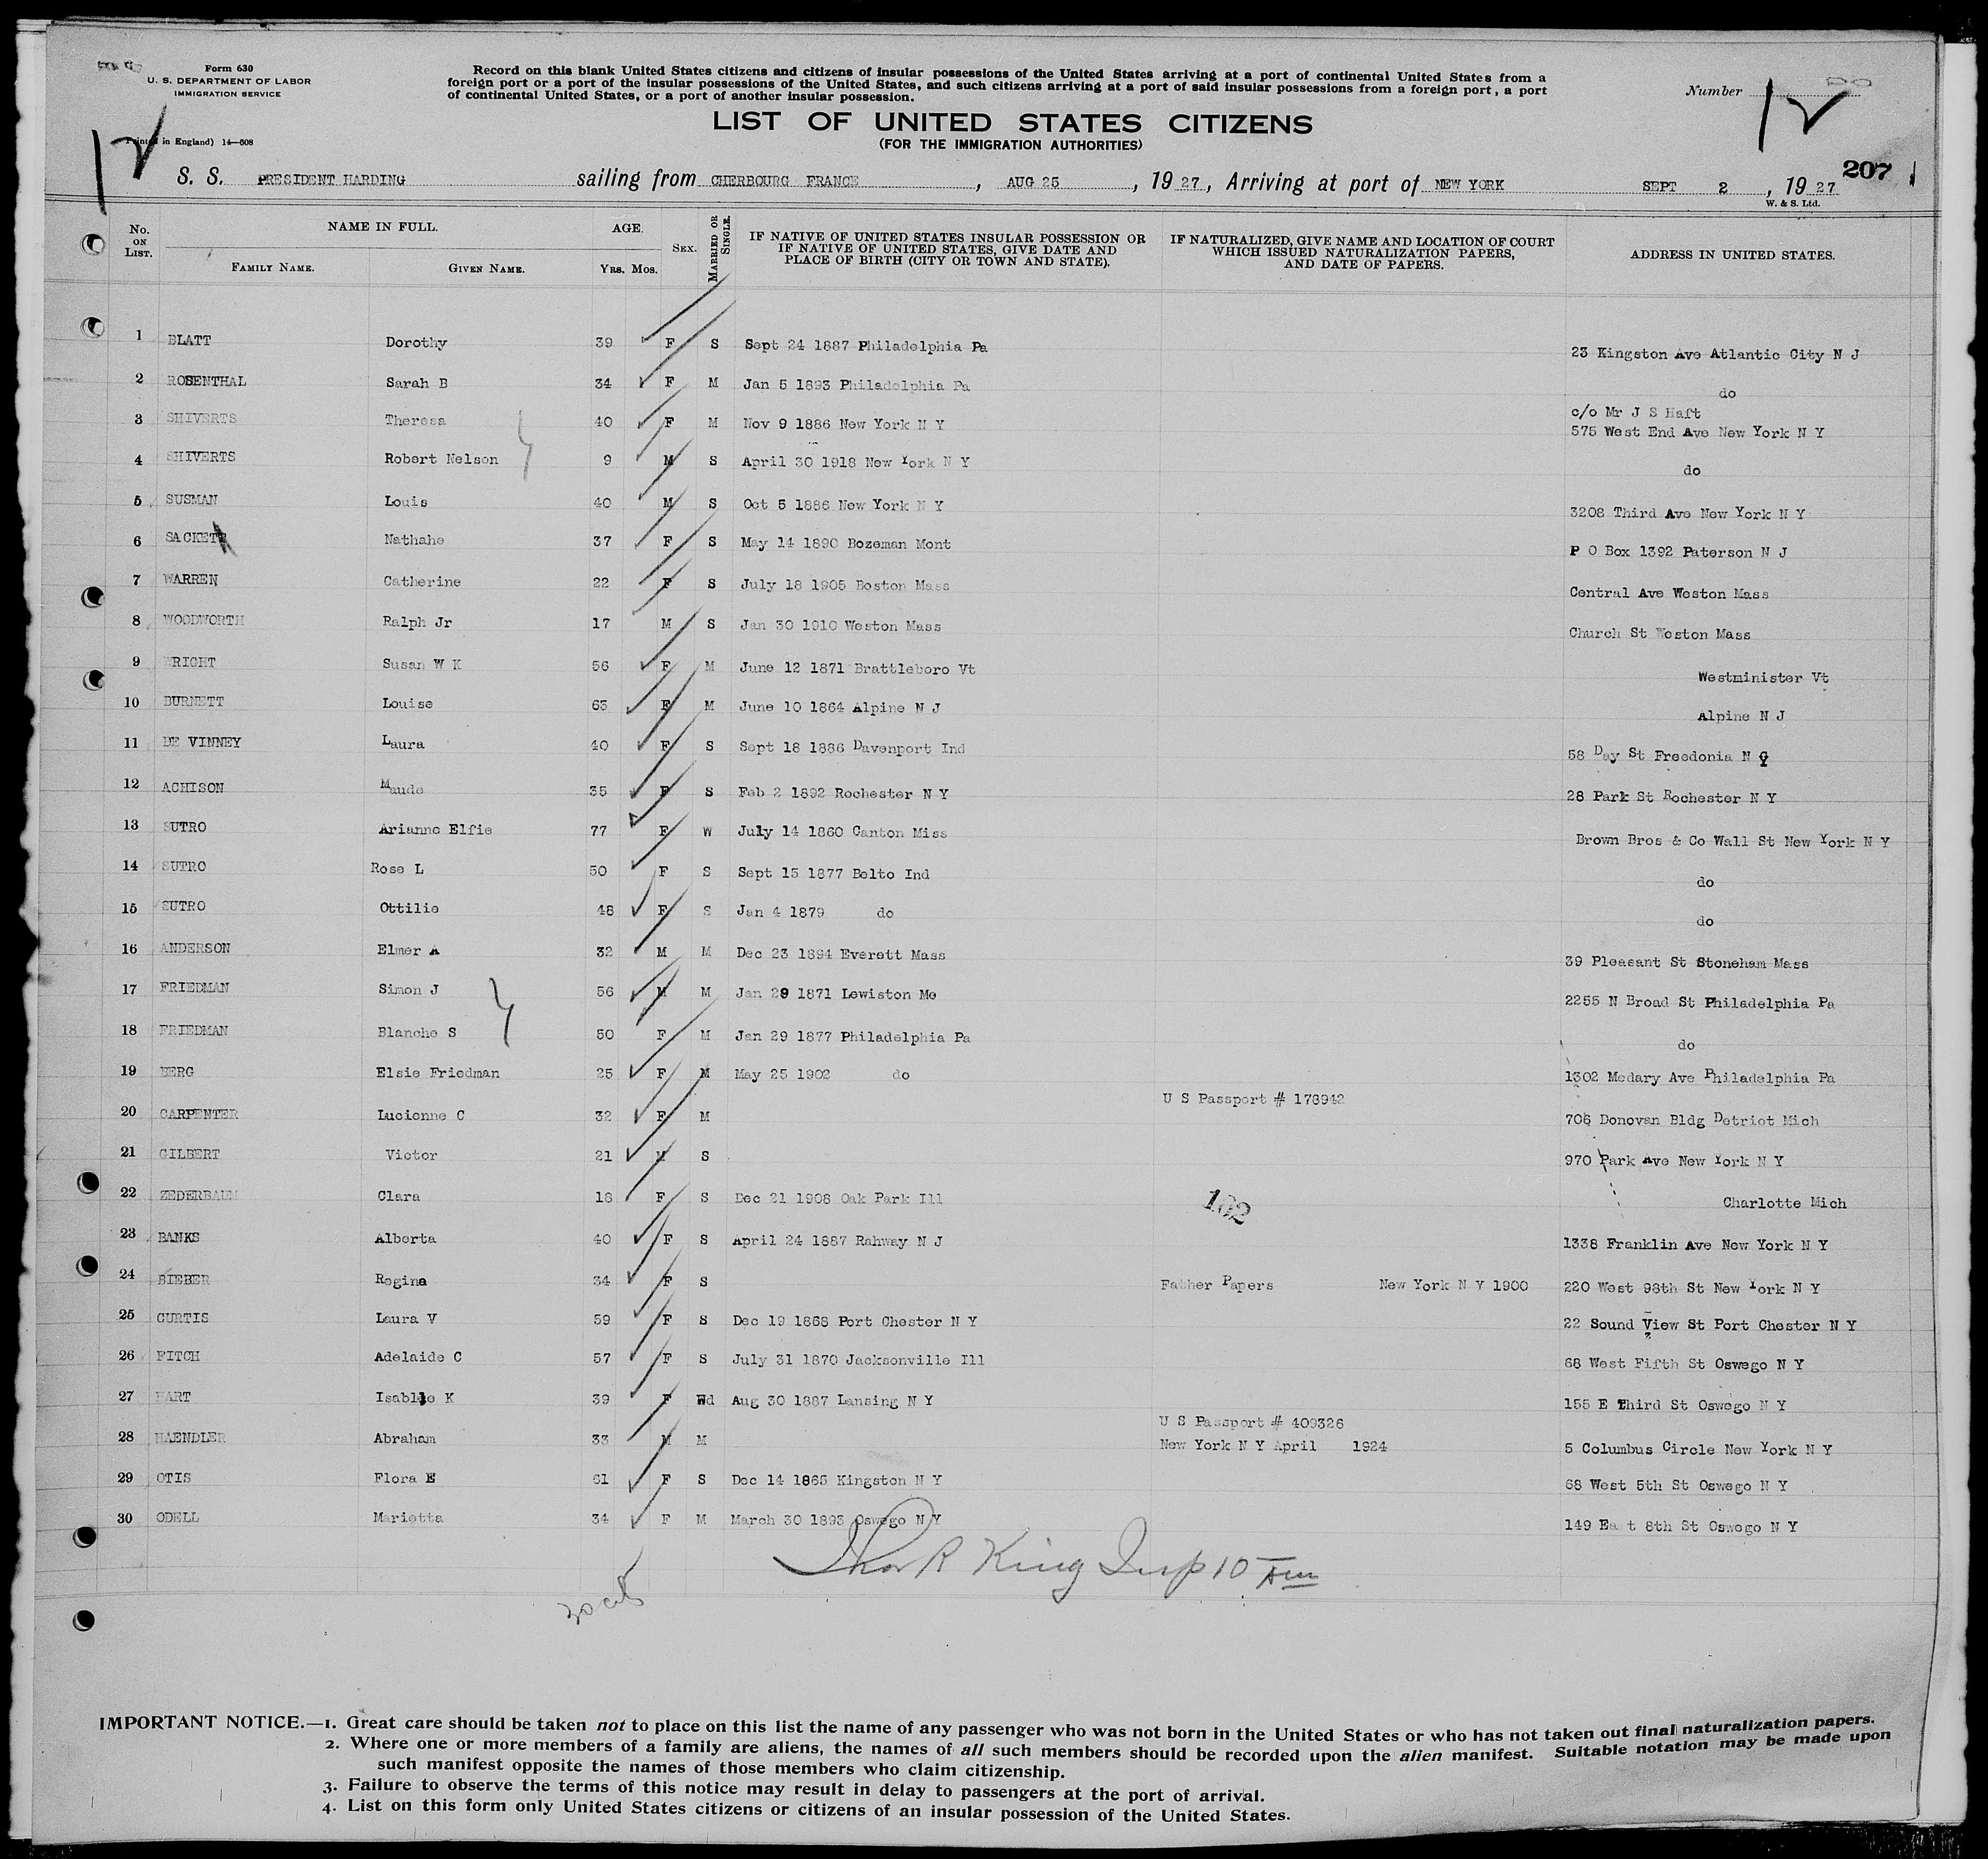 Form 630
U. S. DEPARTMENT OF LABOR
IMMIGRATION SERVICE
(Printed in England) 14—608
Record on this blank United States citizens and citizens of insular possessions of the United States arriving at a port of continental United States from a
foreign port or a port of the insular possessions of the United States, and such citizens arriving at a port of said insular possessions from a foreign port, a port
of continental United States, or a port of another insular possession.
Number 12
LIST OF UNITED STATES CITIZENS
(FOR THE IMMIGRATION AUTHORITIES)
12
207
S. S. PRESIDENT HARDING sailing from CHERBOURG FRANCE, AUG 25, 19 27, Arriving at port of NEW YORK SEPT 2, 19 27
W. & S. Ltd.
No. ON LIST. NAME IN FULL. FAMILY NAME. GIVEN NAME. AGE. YRS. MOS. SEX. MARRIED OR SINGLE. IF NATIVE OF UNITED STATES INSULAR POSSESSION OR IF NATIVE OF UNITED STATES, GIVE DATE AND PLACE OF BIRTH (CITY OR TOWN AND STATE). IF NATURALIZED, GIVE NAME AND LOCATION OF COURT WHICH ISSUED NATURALIZATION PAPERS, AND DATE OF PAPERS. ADDRESS IN UNITED STATES.
1 BLATT Dorothy 39 F S Sept 24 1887 Philadelphia Pa 23 Kingston Ave Atlantic City N J
2 ROSENTHAL Sarah B 34 F M Jan 5 1893 Philadelphia Pa do
3 SHIVERTS Theresa 40 F M Nov 9 1886 New York N Y c/o Mr J S Haft 575 West End Ave New York N Y
4 SHIVERTS Robert Nelson 9 M S April 30 1918 New York N Y do
5 SUSMAN Louis 40 M S Oct 5 1886 New York N Y 3208 Third Ave New York N Y
6 SACKETT Nathahe 37 F S May 14 1890 Bozeman Mont P O Box 1392 Paterson N J
7 WARREN Catherine 22 F S July 18 1905 Boston Mass Central Ave Weston Mass
8 WOODWORTH Ralph Jr 17 M S Jan 30 1910 Weston Mass Church St Weston Mass
9 WRIGHT Susan W K 56 F M June 12 1871 Brattleboro Vt Westminister Vt
10 BURNETT Louise 63 F M June 10 1864 Alpine N J Alpine N J
11 DE VINNEY Laura 40 F S Sept 18 1886 Davenport Ind 58 Day St Freedonia N Y
12 ACHISON Maude 35 F S Feb 2 1892 Rochester N Y 28 Park St Rochester N Y
13 SUTRO Arianne Elfie 77 F W July 14 1860 Canton Miss Brown Bros & Co Wall St New York N Y
14 SUTRO Rose L 50 F S Sept 15 1877 Belto Ind do
15 SUTRO Ottilie 48 F S Jan 4 1879 do do
16 ANDERSON Elmer A 32 M M Dec 23 1894 Everett Mass 39 Pleasant St Stoneham Mass
17 FRIEDMAN Simon J 56 M M Jan 29 1871 Lewiston Me 2255 N Broad St Philadelphia Pa
18 FRIEDMAN Blanche S 50 F M Jan 29 1877 Philadelphia Pa do
19 BERG Elsie Friedman 25 F M May 25 1902 do 1302 Medary Ave Philadelphia Pa
20 CARPENTER Lucienne C 32 F M U S Passport # 178942 706 Donovan Bldg Detriot Mich
21 GILBERT Victor 21 M S 970 Park Ave New York N Y
22 ZEDERBAUM Clara 18 F S Dec 21 1908 Oak Park Ill 182 Charlotte Mich
23 BANKS Alberta 40 F S April 24 1887 Rahway N J 1338 Franklin Ave New York N Y
24 BIEBER Regina 34 F S Father Papers New York N Y 1900 220 West 98th St New York N Y
25 CURTIS Laura V 59 F S Dec 19 1868 Port Chester N Y 22 Sound View St Port Chester N Y
26 FITCH Adelaide C 57 F S July 31 1870 Jacksonville Ill 68 West Fifth St Oswego N Y
27 HART Isablle K 39 F Wd Aug 30 1887 Lansing N Y 155 E Third St Oswego N Y
28 HAENDLER Abraham 33 M M U S Passport # 409326 New York N Y April 1924 5 Columbus Circle New York N Y
29 OTIS Flora E 61 F S Dec 14 1865 Kingston N Y 68 West 5th St Oswego N Y
30 ODELL Marietta 34 F M March 30 1893 Oswego N Y 149 East 8th St Oswego N Y
Thos R King Insp 10 Am
IMPORTANT NOTICE.—1. Great care should be taken not to place on this list the name of any passenger who was not born in the United States or who has not taken out final naturalization papers.
2. Where one or more members of a family are aliens, the names of all such members should be recorded upon the alien manifest. Suitable notation may be made upon
such manifest opposite the names of those members who claim citizenship.
3. Failure to observe the terms of this notice may result in delay to passengers at the port of arrival.
4. List on this form only United States citizens or citizens of an insular possession of the United States.